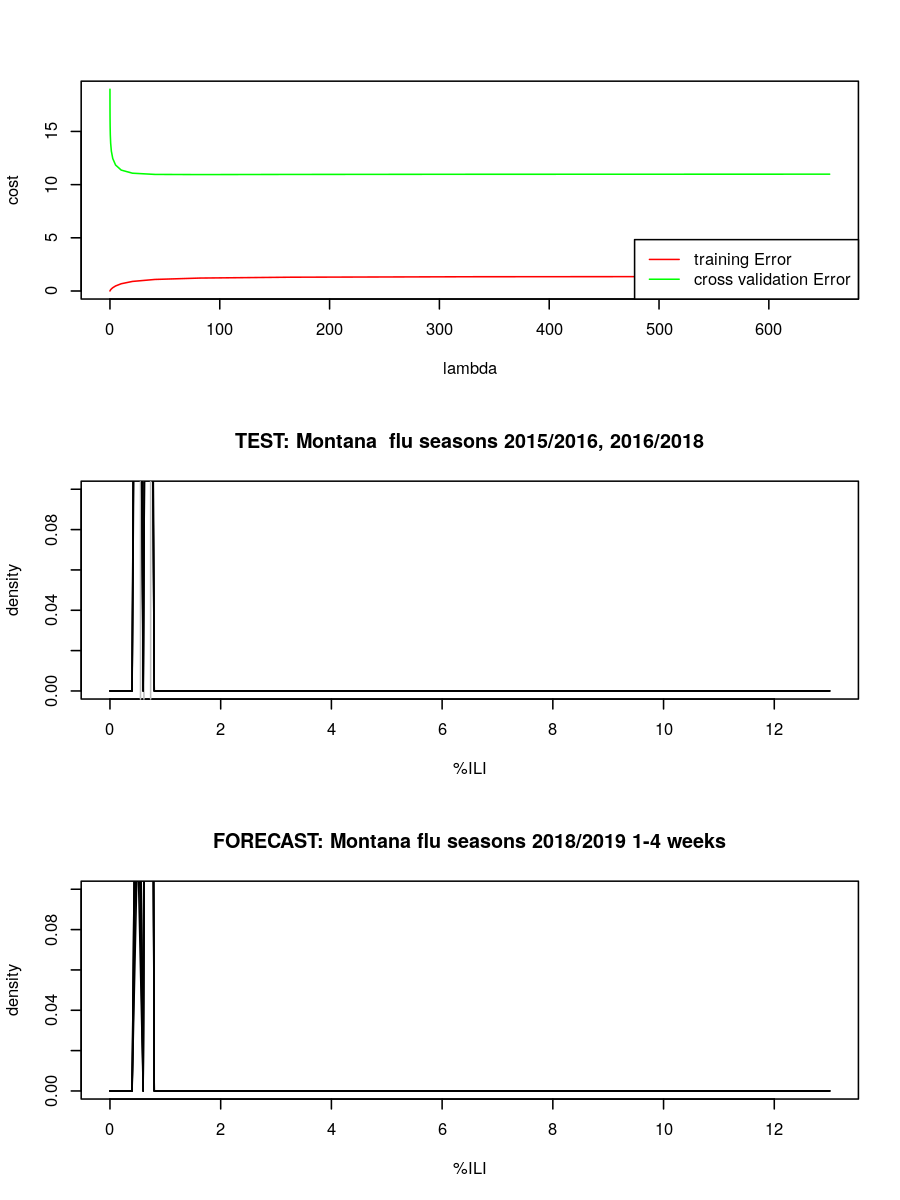 cost
15
10
5
0
training Error
cross validation Error
0 100 200 300 400 500 600
lambda
TEST: Montana  flu seasons 2015/2016, 2016/2018
density
0.08
0.04
0.00
0 2 4 6 8 10 12
%ILI
FORECAST: Montana flu seasons 2018/2019 1-4 weeks
density
0.08
0.04
0.00
0 2 4 6 8 10 12
%ILI